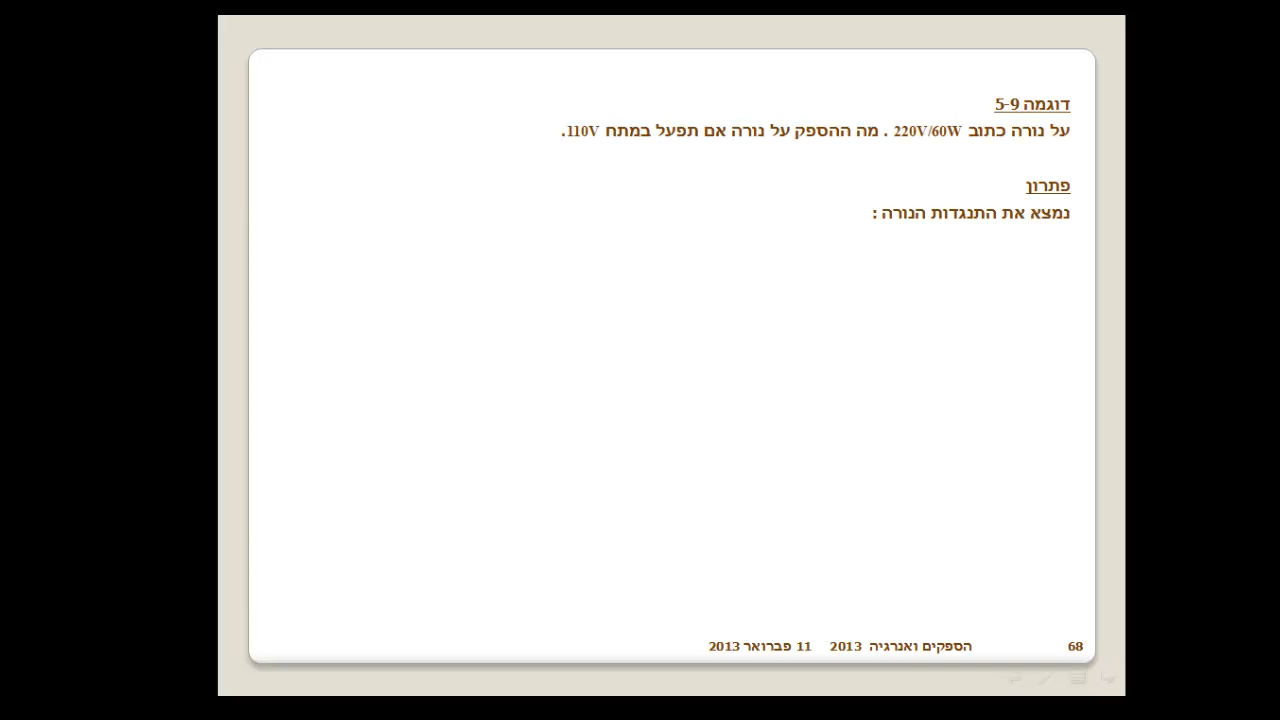 דוגמה 5-9
על נורה כתוב 220V/60W . מה ההספק על נורה אם תפעל במתח 110V.
פתרון
נמצא את התנגדות הנורה :
68 הספקים ואנרגיה 2013 11 פברואר 2013